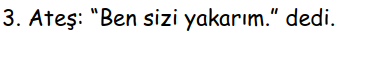 3. Ateş: “Ben sizi yakarım.” dedi.